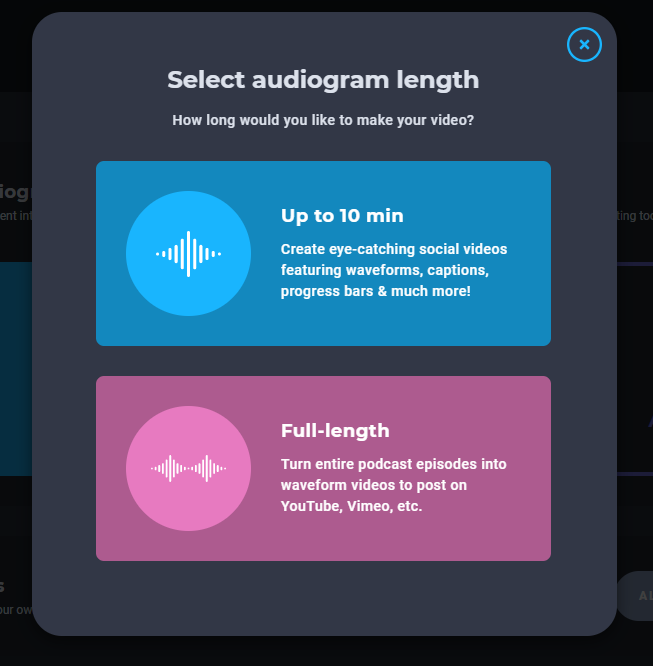 Select audiogram length
How long would you like to make your video?
Up to 10 min
Create eye-catching social videos
featuring waveforms, captions,
progress bars & much more!
Full-length
Turn entire podcast episodes into
waveform videos to post on
YouTube, Vimeo, etc.